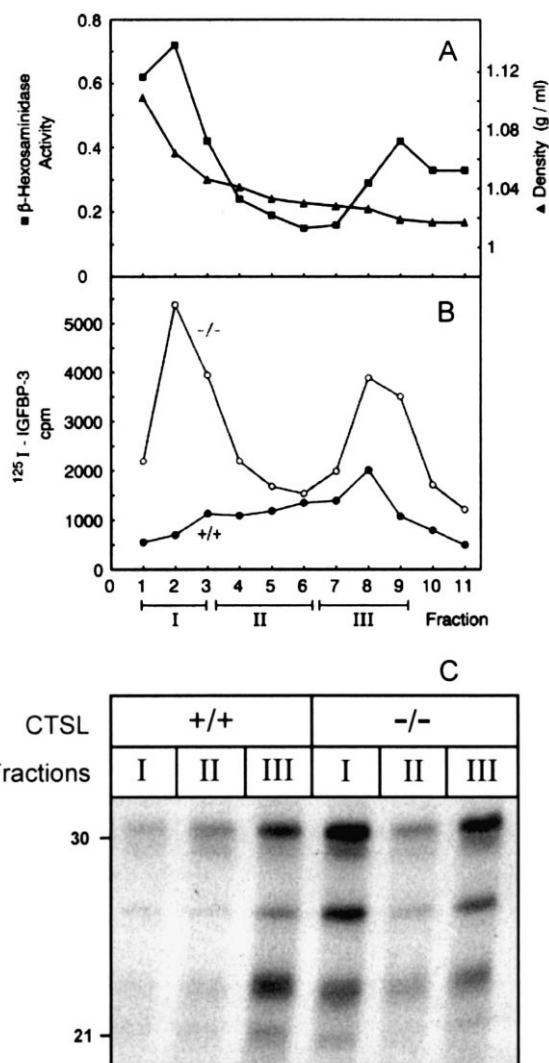 A
■ β-Hexosaminidase
Activity
0.8
0.6
0.4
0.2
0
1.12
1.08
1.04
1
▲ Density (g / ml)
B
¹²⁵I - IGFBP-3
cpm
5000
4000
3000
2000
1000
500
0
-/-
+/+
0 1 2 3 4 5 6 7 8 9 10 11
I II III Fraction
C
CTSL +/+ -/-
ractions I II III I II III
30
21